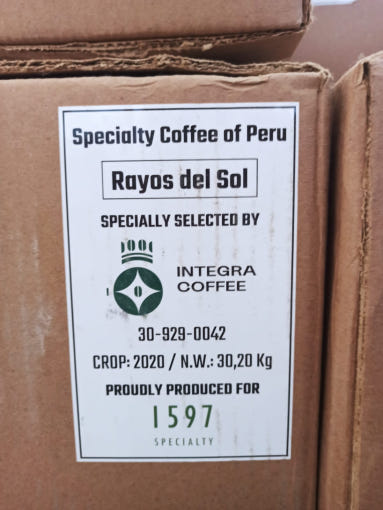 Specialty Coffee of Peru
Rayos del Sol
SPECIALLY SELECTED BY
INTEGRA
COFFEE
30-929-0042
CROP: 2020 / N.W.: 30,20 Kg
PROUDLY PRODUCED FOR
1597
SPECIALTY